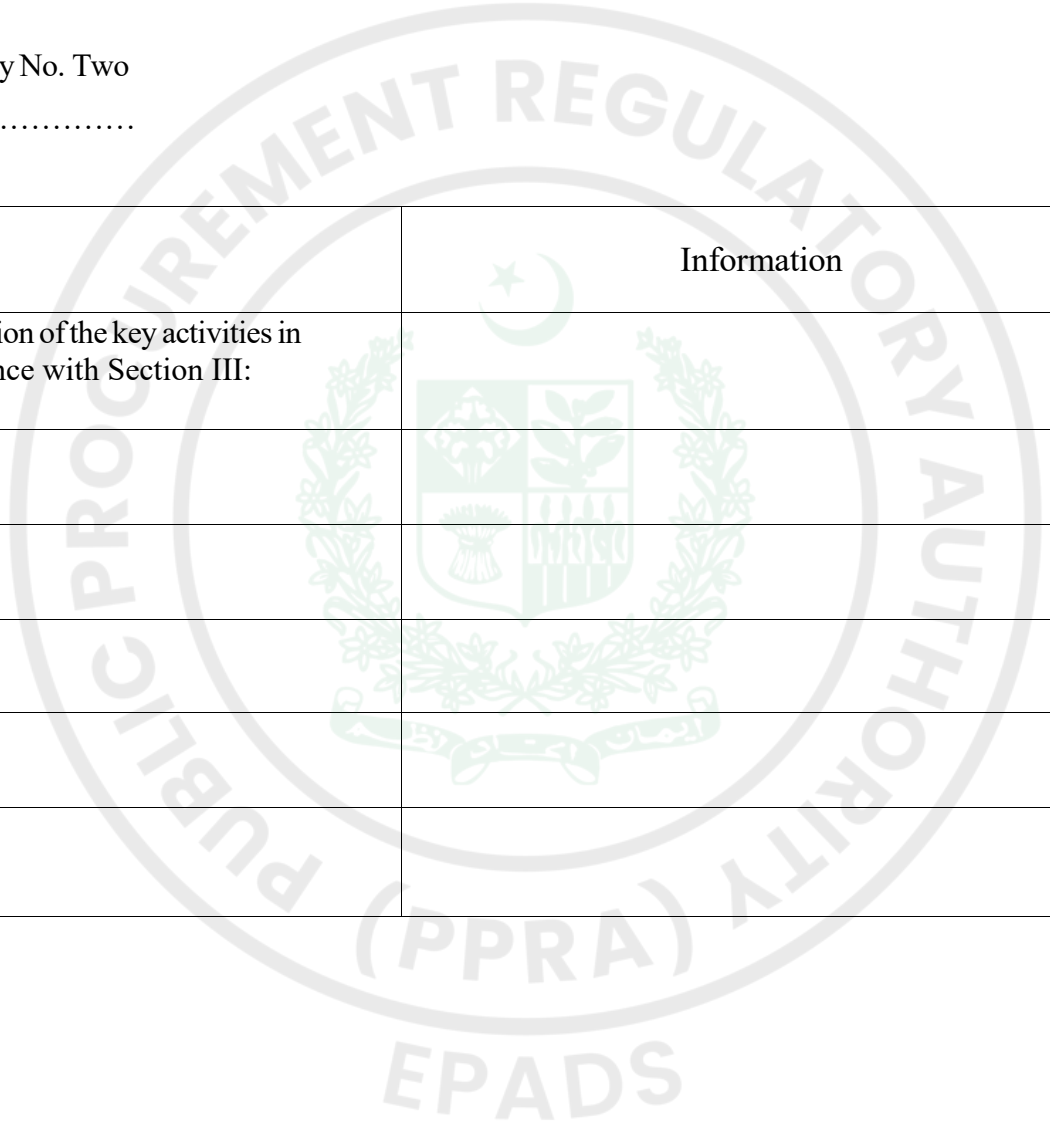 y No. Two
.............
Information
ion of the key activities in
nce with Section III:
PUBLIC PROCUREMENT REGULATORY AUTHORITY
(PPRA)
EPADS